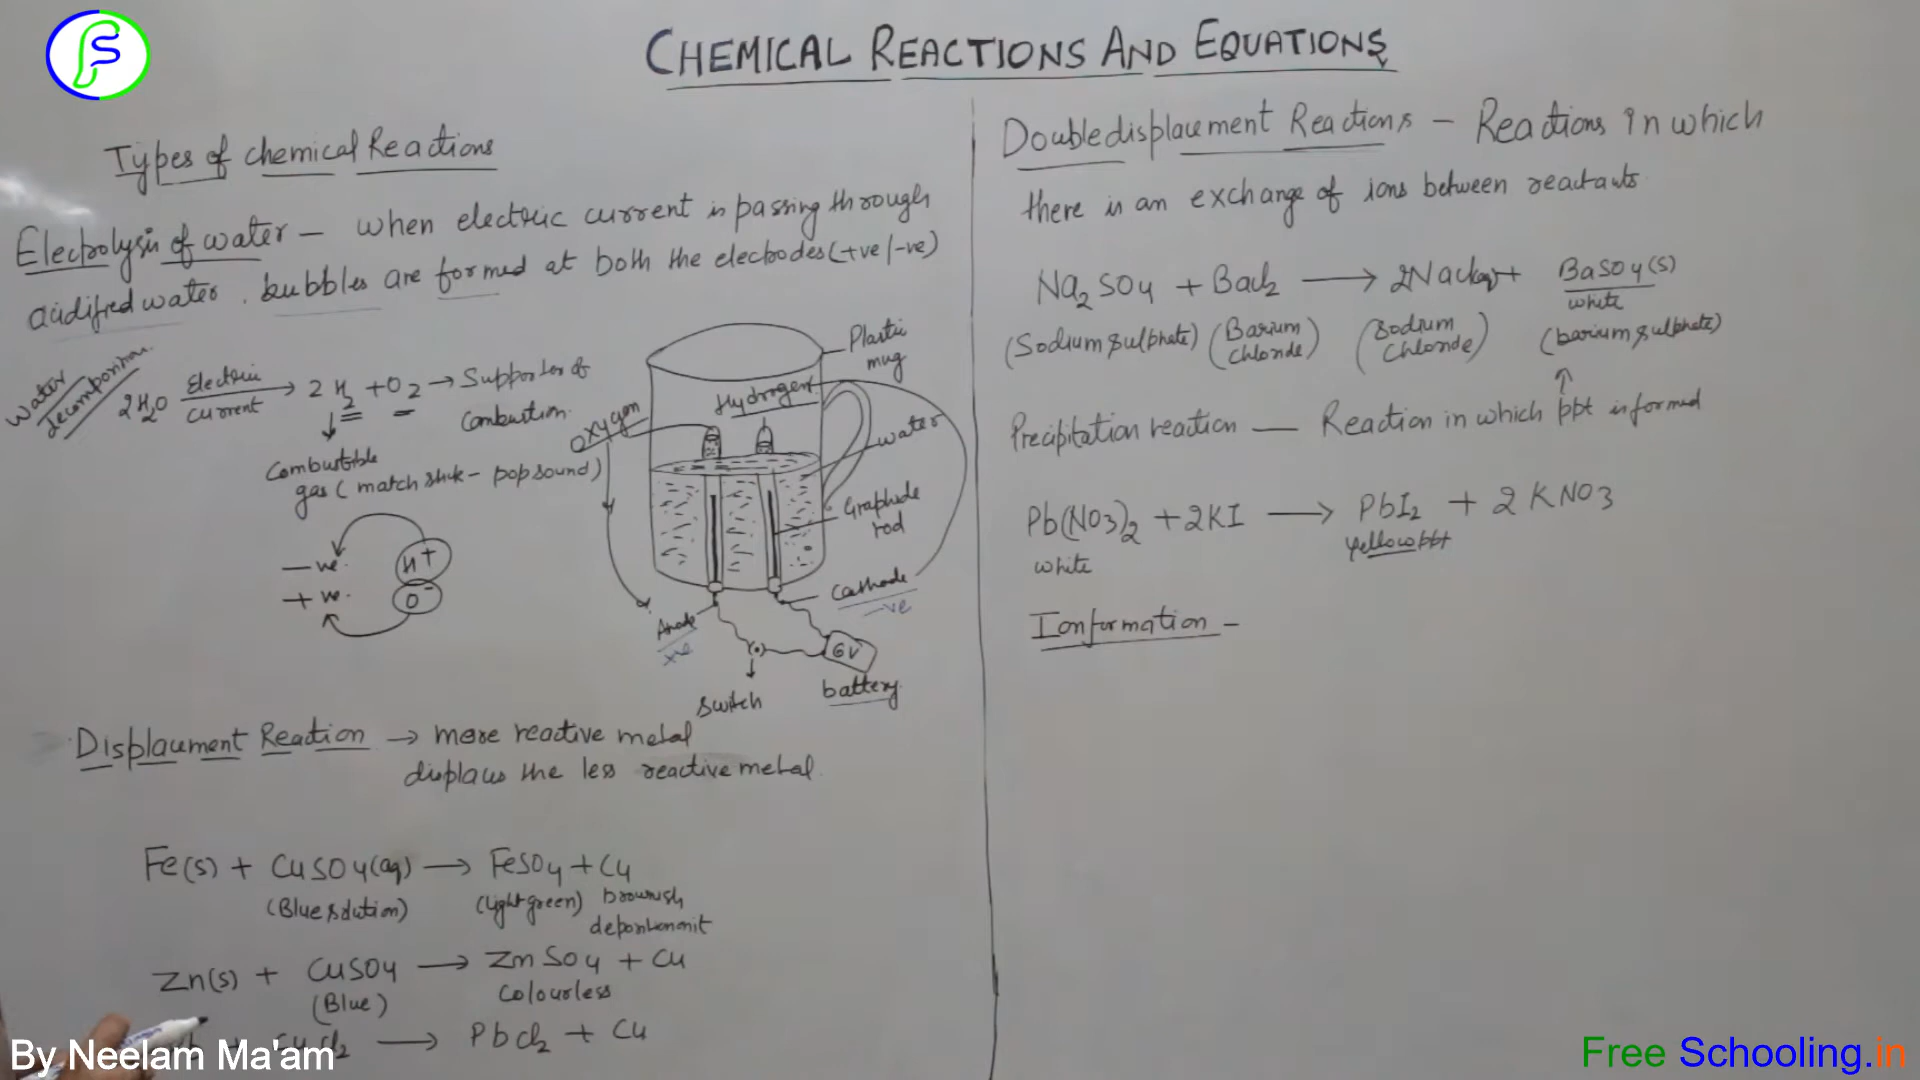 CHEMICAL REACTIONS AND EQUATIONS
Types of chemical Reactions
Electrolysis of water — when electric current is passing through
acidified water. bubbles are formed at both the electrodes (+ve/-ve)
Water
decomposition
2H2O Electric current → 2H2 + O2 → Supporter of
Combustion.
Combustible
gas (match stick - pop sound)
-ve. H+
+ve. O-
Plastic
mug
Hydrogen
Oxygen
water
Graphide
rod
Cathode
-ve
Anode
+ve
6V
battery
switch
Displacement Reaction → more reactive metal
displaces the less reactive metal
Fe(s) + CuSO4(aq) → FeSO4 + Cu
(Blue solution) (light green) brownish
Zn(s) + CuSO4 → ZnSO4 + Cu
(Blue) Colourless
+ CuCl2 → PbCl2 + Cu
Double displacement Reactions — Reactions in which
there is an exchange of ions between reactants
Na2SO4 + BaCl2 → 2NaCl(aq) + BaSO4(s)
white
(Sodium sulphate) (Barium chloride) (Sodium Chloride) (barium sulphate)
Precipitation reaction — Reaction in which ppt is formed
Pb(NO3)2 + 2KI → PbI2 + 2KNO3
white yellow ppt
Ionformation -
By Neelam Ma'am
Free Schooling.in